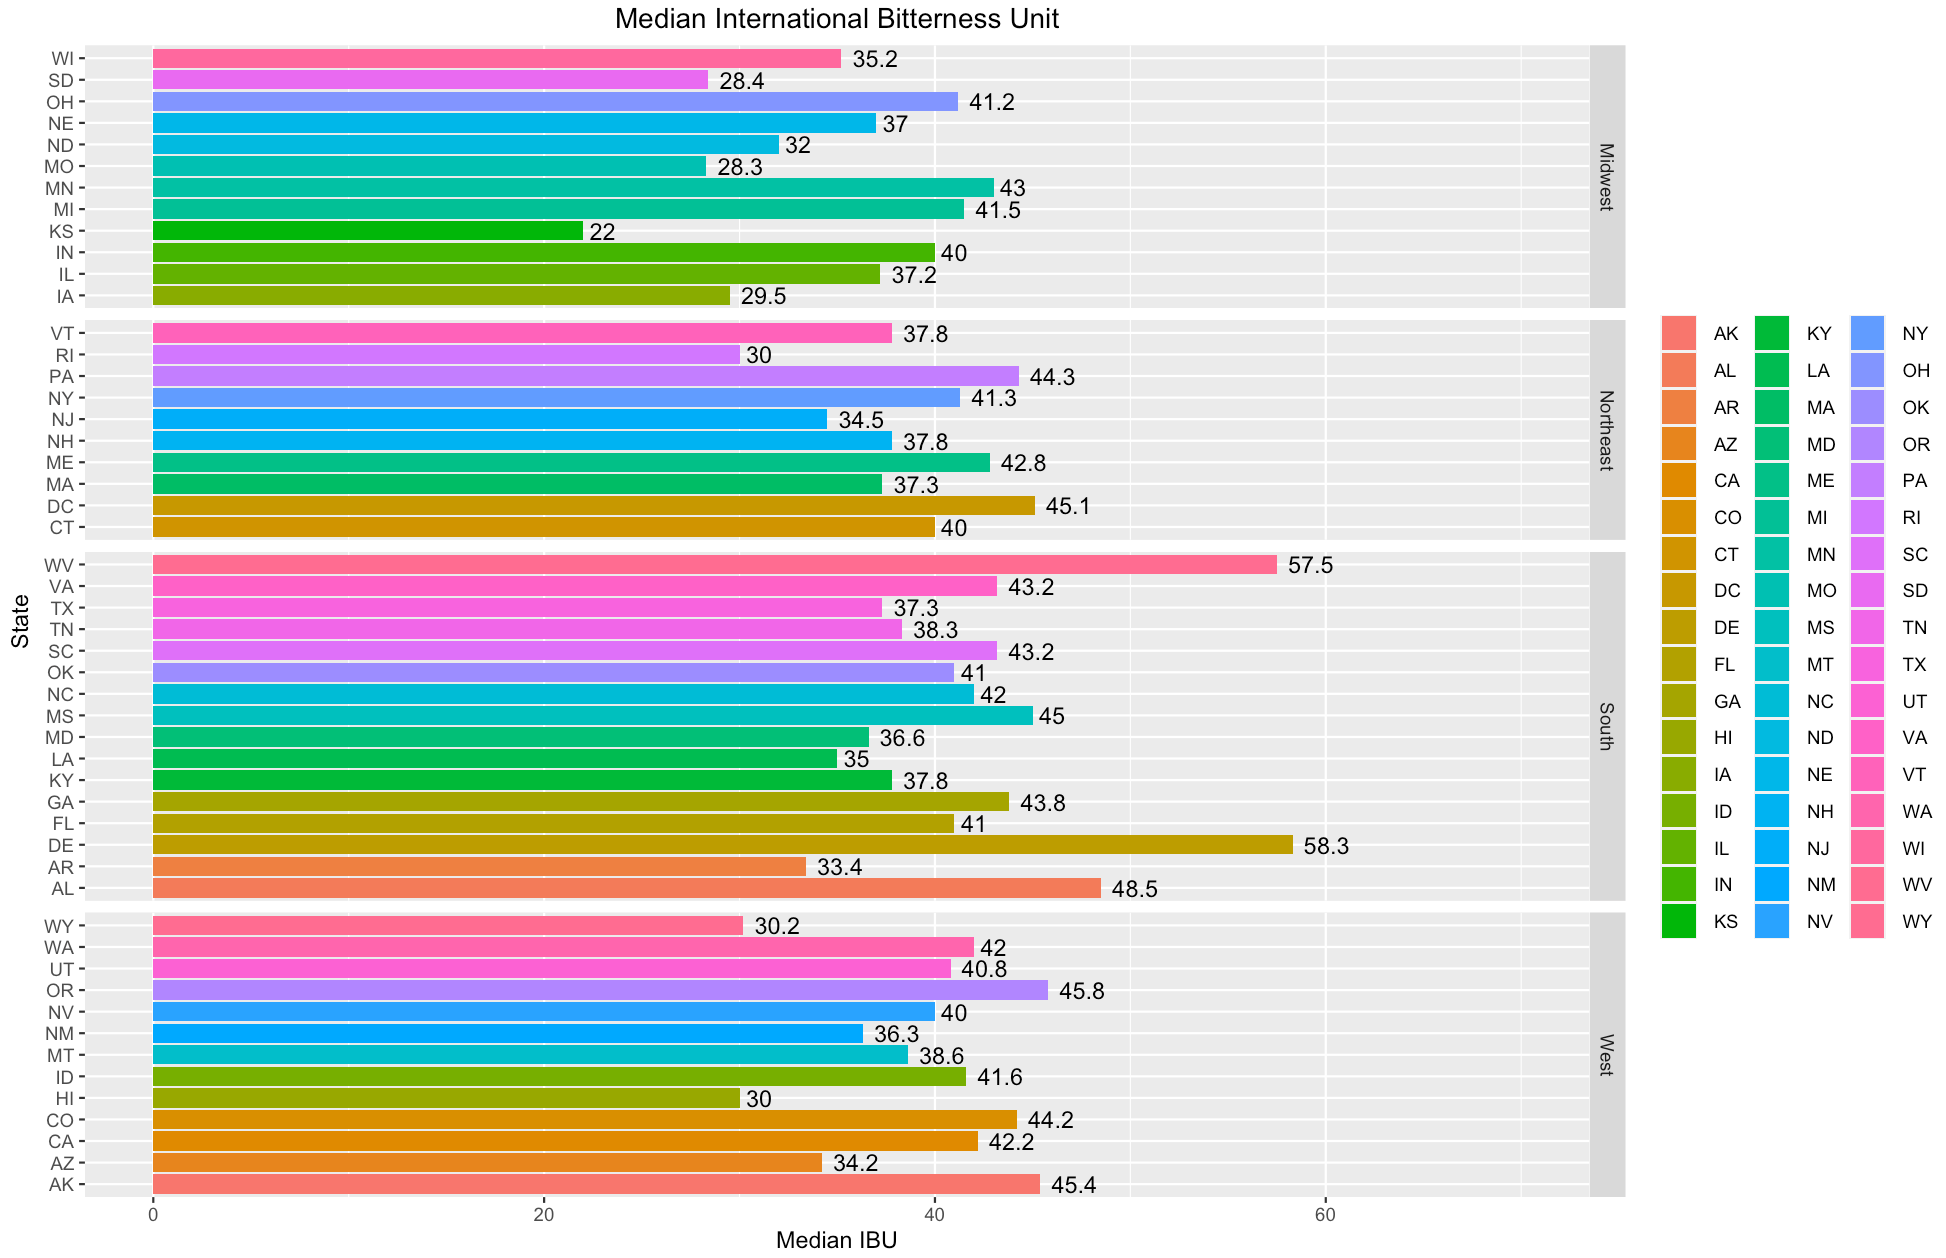 Median International Bitterness Unit
State
WI 35.2
SD 28.4
OH 41.2
NE 37
ND 32
MO 28.3
MN 43
MI 41.5
KS 22
IN 40
IL 37.2
IA 29.5
Midwest
VT 37.8
RI 30
PA 44.3
NY 41.3
NJ 34.5
NH 37.8
ME 42.8
MA 37.3
DC 45.1
CT 40
Northeast
WV 57.5
VA 43.2
TX 37.3
TN 38.3
SC 43.2
OK 41
NC 42
MS 45
MD 36.6
LA 35
KY 37.8
GA 43.8
FL 41
DE 58.3
AR 33.4
AL 48.5
South
WY 30.2
WA 42
UT 40.8
OR 45.8
NV 40
NM 36.3
MT 38.6
ID 41.6
HI 30
CO 44.2
CA 42.2
AZ 34.2
AK 45.4
West
0 20 40 60
Median IBU
AK KY NY
AL LA OH
AR MA OK
AZ MD OR
CA ME PA
CO MI RI
CT MN SC
DC MO SD
DE MS TN
FL MT TX
GA NC UT
HI ND VA
IA NE VT
ID NH WA
IL NJ WI
IN NM WV
KS NV WY